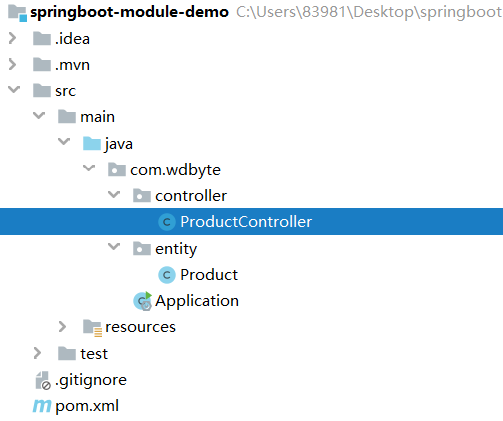 springboot-module-demo C:\Users\83981\Desktop\springboot
.idea
.mvn
src
main
java
com.wdbyte
controller
C ProductController
entity
C Product
C Application
resources
test
.gitignore
m pom.xml